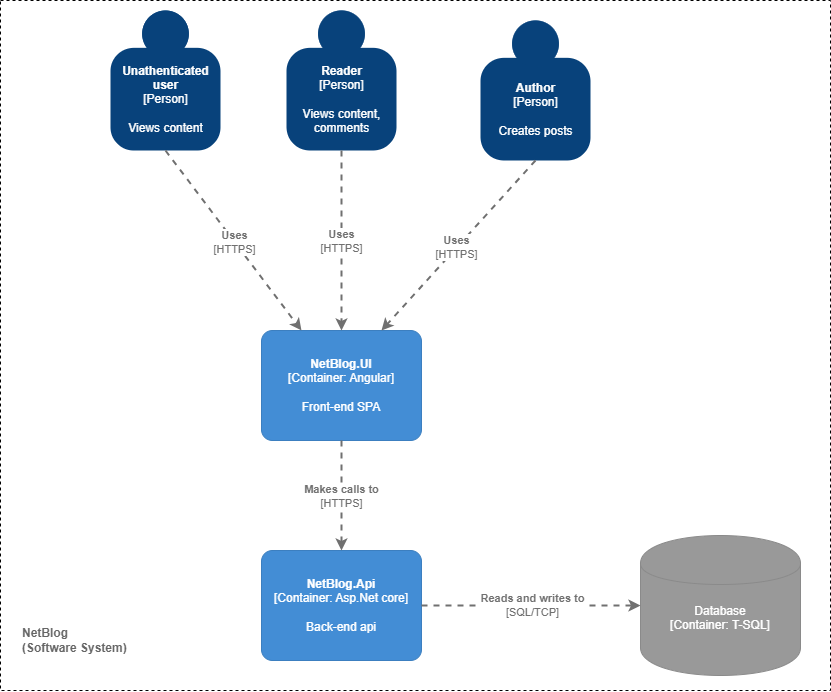 Unathenticated
user
[Person]
Views content
Reader
[Person]
Views content,
comments
Author
[Person]
Creates posts
Uses
[HTTPS]
Uses
[HTTPS]
Uses
[HTTPS]
NetBlog.UI
[Container: Angular]
Front-end SPA
Makes calls to
[HTTPS]
NetBlog.Api
[Container: Asp.Net core]
Back-end api
Reads and writes to
[SQL/TCP]
Database
[Container: T-SQL]
NetBlog
(Software System)